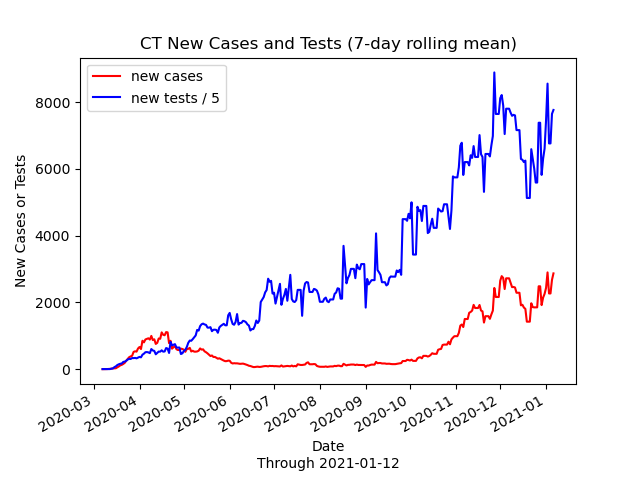 CT New Cases and Tests (7-day rolling mean)
new cases
new tests / 5
New Cases or Tests
8000
6000
4000
2000
0
2020-03
2020-04
2020-05
2020-06
2020-07
2020-08
2020-09
2020-10
2020-11
2020-12
2021-01
Date
Through 2021-01-12